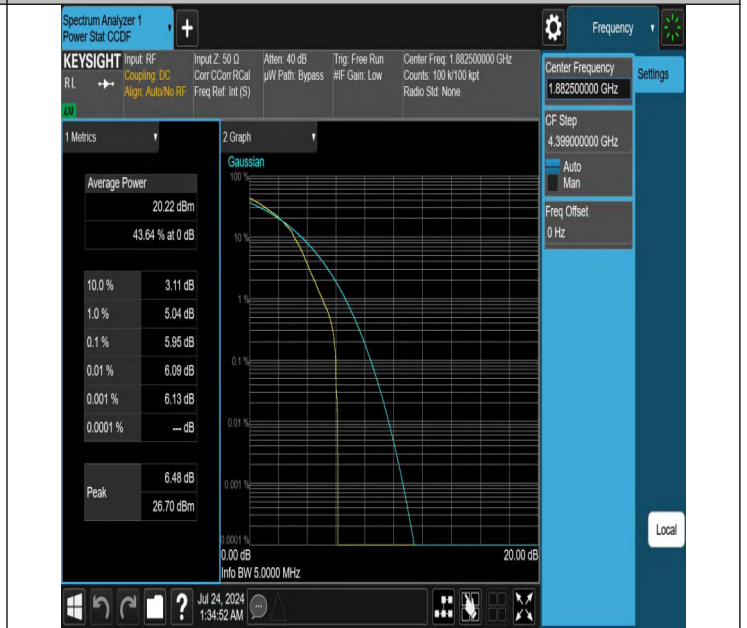 Spectrum Analyzer 1
Power Stat CCDF
+
Frequency
KEYSIGHT
RL
Input: RF
Coupling: DC
Align: Auto/No RF
Input Z: 50 Ω
Corr CCorr RCal
Freq Ref: Int (S)
Atten: 40 dB
µW Path: Bypass
Trig: Free Run
#IF Gain: Low
Center Freq: 1.882500000 GHz
Counts: 100 k/100 kpt
Radio Std: None
Center Frequency
1.882500000 GHz
Settings
CF Step
4.399000000 GHz
Auto
Man
Freq Offset
0 Hz
1 Metrics
Average Power
20.22 dBm
43.64 % at 0 dB
10.0 % 3.11 dB
1.0 % 5.04 dB
0.1 % 5.95 dB
0.01 % 6.09 dB
0.001 % 6.13 dB
0.0001 % --- dB
Peak
6.48 dB
26.70 dBm
2 Graph
Gaussian
100 %
10 %
1 %
0.1 %
0.01 %
0.001 %
0.0001 %
0.00 dB 20.00 dB
Info BW 5.0000 MHz
Local
?
Jul 24, 2024
1:34:52 AM